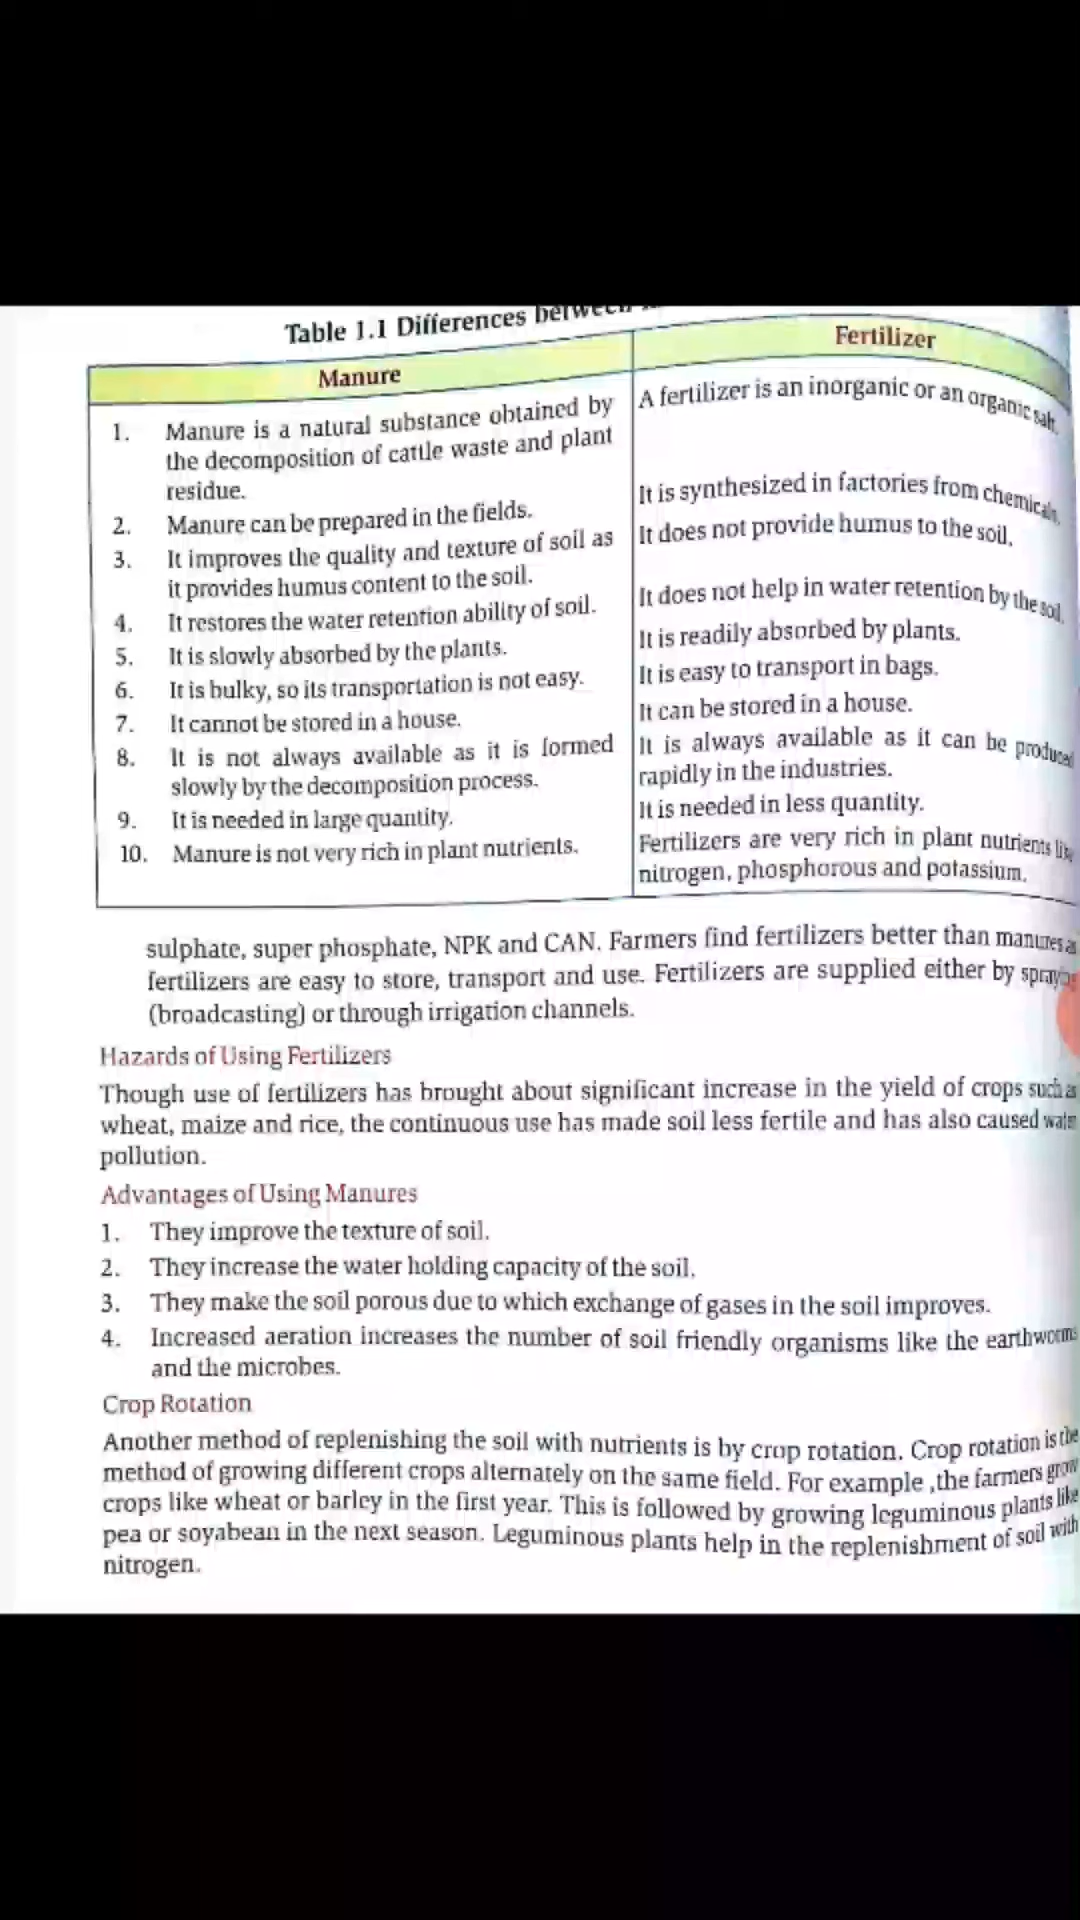 Table 1.1 Differences between
Manure
Fertilizer
1. Manure is a natural substance obtained by
the decomposition of cattle waste and plant
residue.
A fertilizer is an inorganic or an organic salt.
2. Manure can be prepared in the fields.
It is synthesized in factories from chemicals.
3. It improves the quality and texture of soil as
it provides humus content to the soil.
It does not provide humus to the soil.
4. It restores the water retention ability of soil.
It does not help in water retention by the soil.
5. It is slowly absorbed by the plants.
It is readily absorbed by plants.
6. It is bulky, so its transportation is not easy.
It is easy to transport in bags.
7. It cannot be stored in a house.
It can be stored in a house.
8. It is not always available as it is formed
slowly by the decomposition process.
It is always available as it can be produced
rapidly in the industries.
9. It is needed in large quantity.
It is needed in less quantity.
10. Manure is not very rich in plant nutrients.
Fertilizers are very rich in plant nutrients like
nitrogen, phosphorous and potassium.
sulphate, super phosphate, NPK and CAN. Farmers find fertilizers better than manures as
fertilizers are easy to store, transport and use. Fertilizers are supplied either by spraying
(broadcasting) or through irrigation channels.
Hazards of Using Fertilizers
Though use of fertilizers has brought about significant increase in the yield of crops such as
wheat, maize and rice, the continuous use has made soil less fertile and has also caused water
pollution.
Advantages of Using Manures
1. They improve the texture of soil.
2. They increase the water holding capacity of the soil.
3. They make the soil porous due to which exchange of gases in the soil improves.
4. Increased aeration increases the number of soil friendly organisms like the earthworms
and the microbes.
Crop Rotation
Another method of replenishing the soil with nutrients is by crop rotation. Crop rotation is the
method of growing different crops alternately on the same field. For example ,the farmers grow
crops like wheat or barley in the first year. This is followed by growing leguminous plants like
pea or soyabean in the next season. Leguminous plants help in the replenishment of soil with
nitrogen.